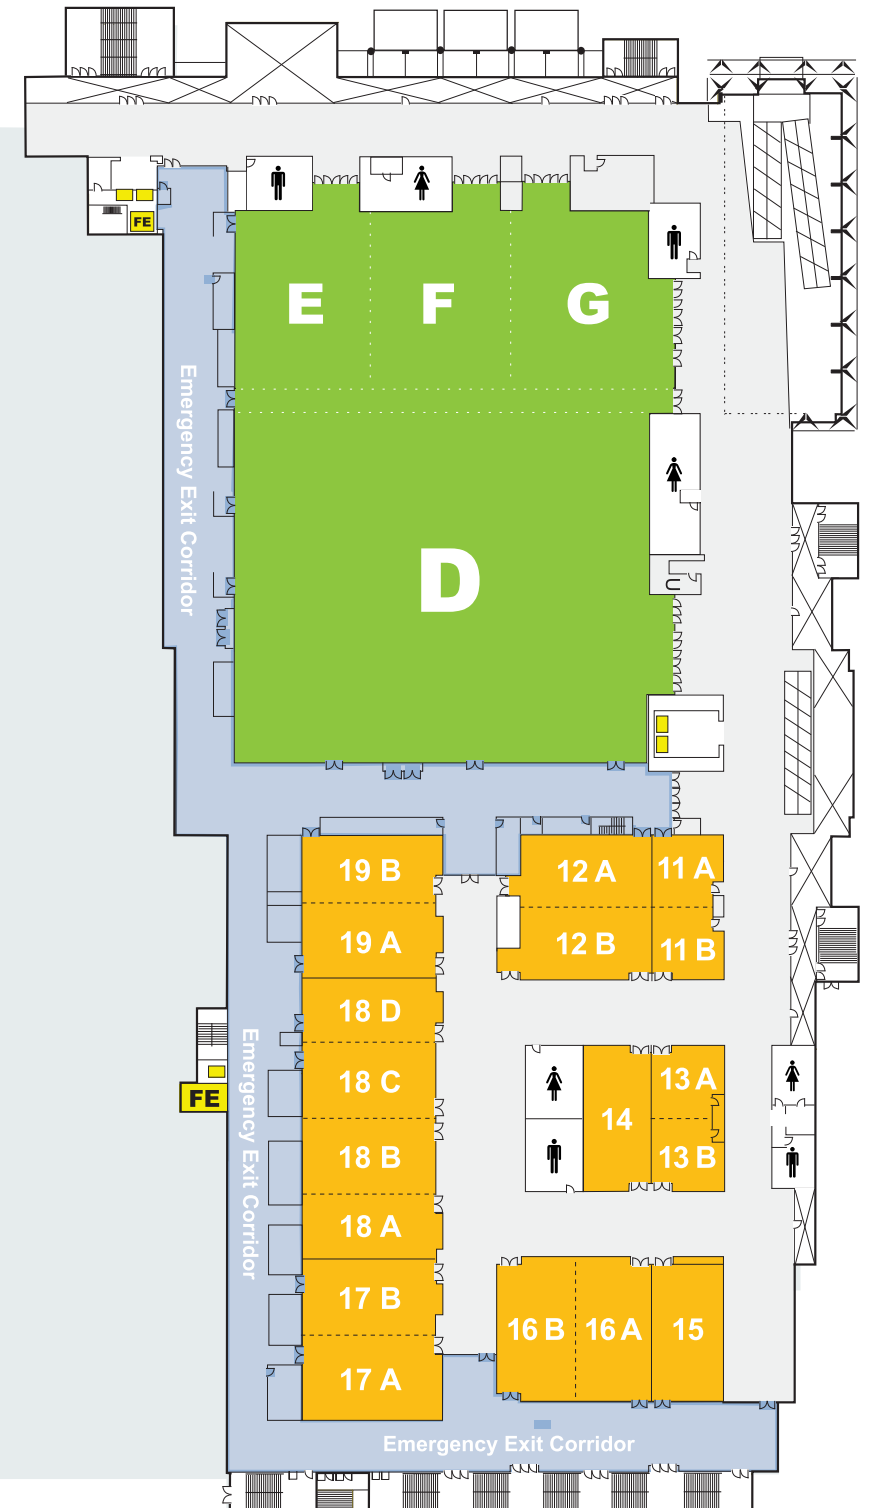 FE
E F G
Emergency Exit Corridor
D
U
19 B
12 A
11 A
19 A
12 B
11 B
18 D
Emergency Exit Corridor
18 C
13 A
FE
14
18 B
13 B
18 A
17 B
16 B
16 A
15
17 A
Emergency Exit Corridor